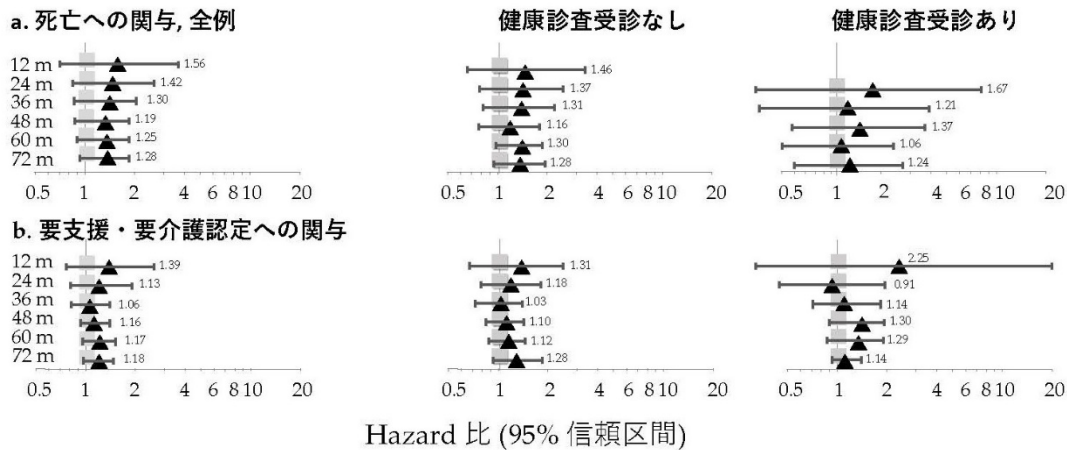 a. 死亡への関与, 全例
健康診査受診なし
健康診査受診あり
12 m
24 m
36 m
48 m
60 m
72 m
1.56
1.42
1.30
1.19
1.25
1.28
1.46
1.37
1.31
1.16
1.30
1.28
1.67
1.21
1.37
1.06
1.24
0.5 1 2 4 6 8 10 20
0.5 1 2 4 6 8 10 20
0.5 1 2 4 6 8 10 20
b. 要支援・要介護認定への関与
12 m
24 m
36 m
48 m
60 m
72 m
1.39
1.13
1.06
1.16
1.17
1.18
1.31
1.18
1.03
1.10
1.12
1.28
2.25
0.91
1.14
1.30
1.29
1.14
0.5 1 2 4 6 8 10 20
0.5 1 2 4 6 8 10 20
0.5 1 2 4 6 8 10 20
Hazard 比 (95% 信頼区間)